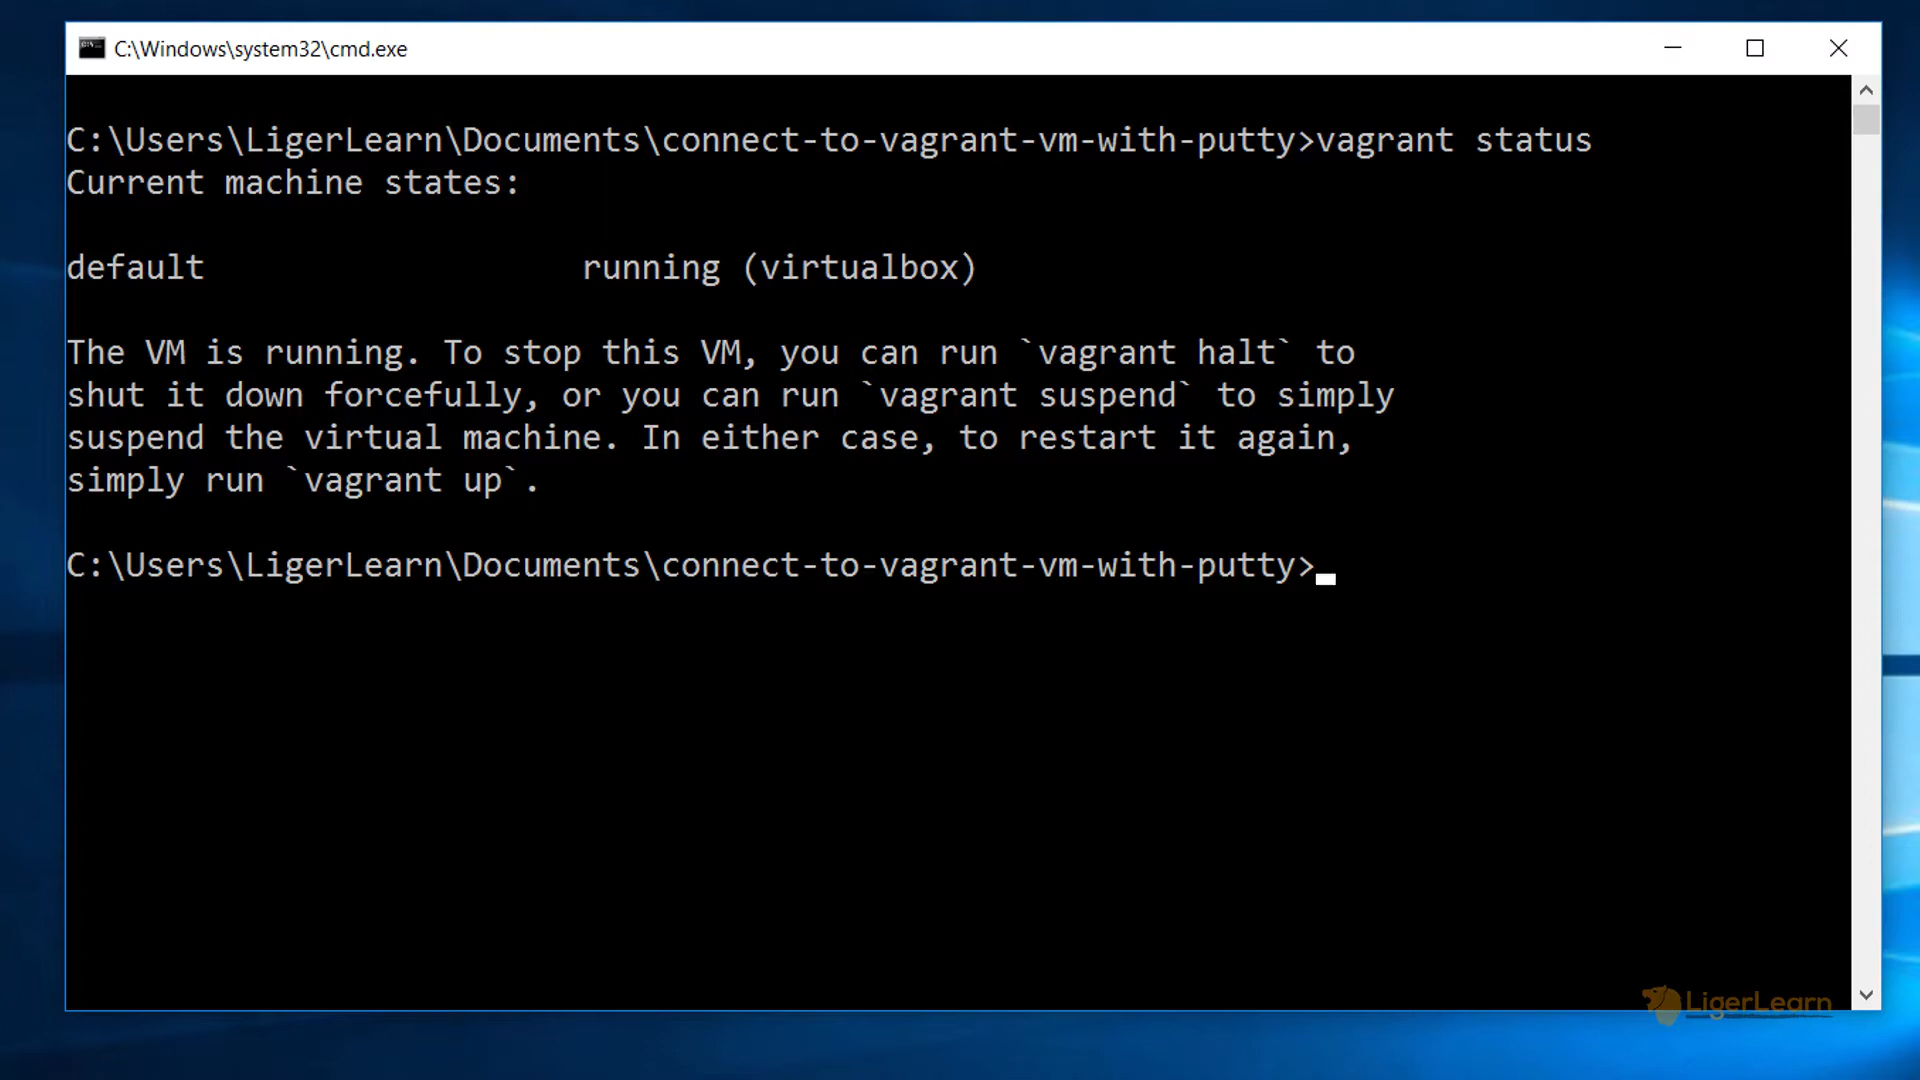 C:\Windows\system32\cmd.exe
C:\Users\LigerLearn\Documents\connect-to-vagrant-vm-with-putty>vagrant status
Current machine states:
default                   running (virtualbox)
The VM is running. To stop this VM, you can run `vagrant halt` to
shut it down forcefully, or you can run `vagrant suspend` to simply
suspend the virtual machine. In either case, to restart it again,
simply run `vagrant up`.
C:\Users\LigerLearn\Documents\connect-to-vagrant-vm-with-putty>
LigerLearn